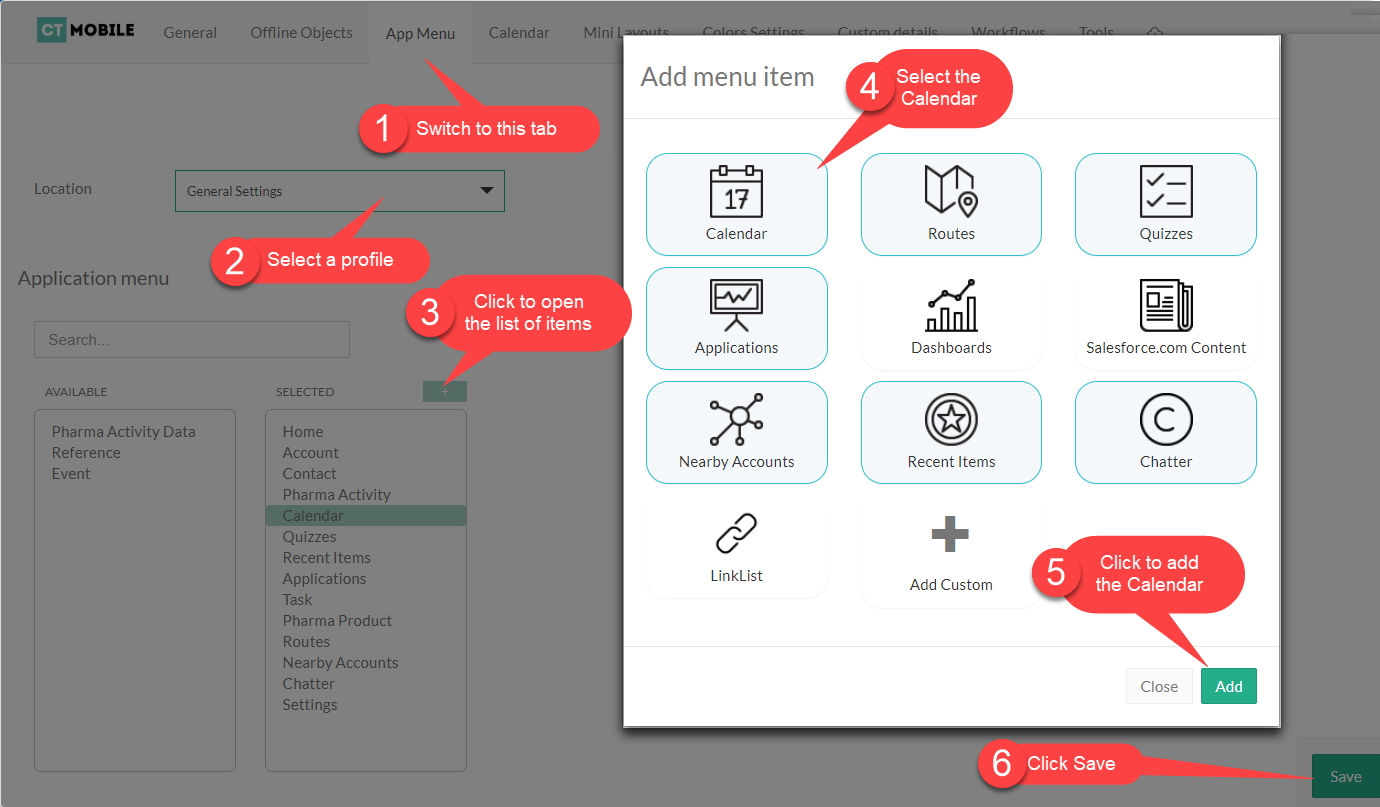 CT MOBILE
General
Offline Objects
App Menu
Calendar
Mini Layouts
Colors Settings
Custom details
Workflows
Tools
1 Switch to this tab
Location
General Settings
2 Select a profile
Application menu
3 Click to open
the list of items
Search...
AVAILABLE
SELECTED
+
Pharma Activity Data
Reference
Event
Home
Account
Contact
Pharma Activity
Calendar
Quizzes
Recent Items
Applications
Task
Pharma Product
Routes
Nearby Accounts
Chatter
Settings
Add menu item
4 Select the
Calendar
17
Calendar
Routes
Quizzes
Applications
Dashboards
Salesforce.com Content
Nearby Accounts
Recent Items
C
Chatter
LinkList
Add Custom
5 Click to add
the Calendar
Close
Add
6 Click Save
Save